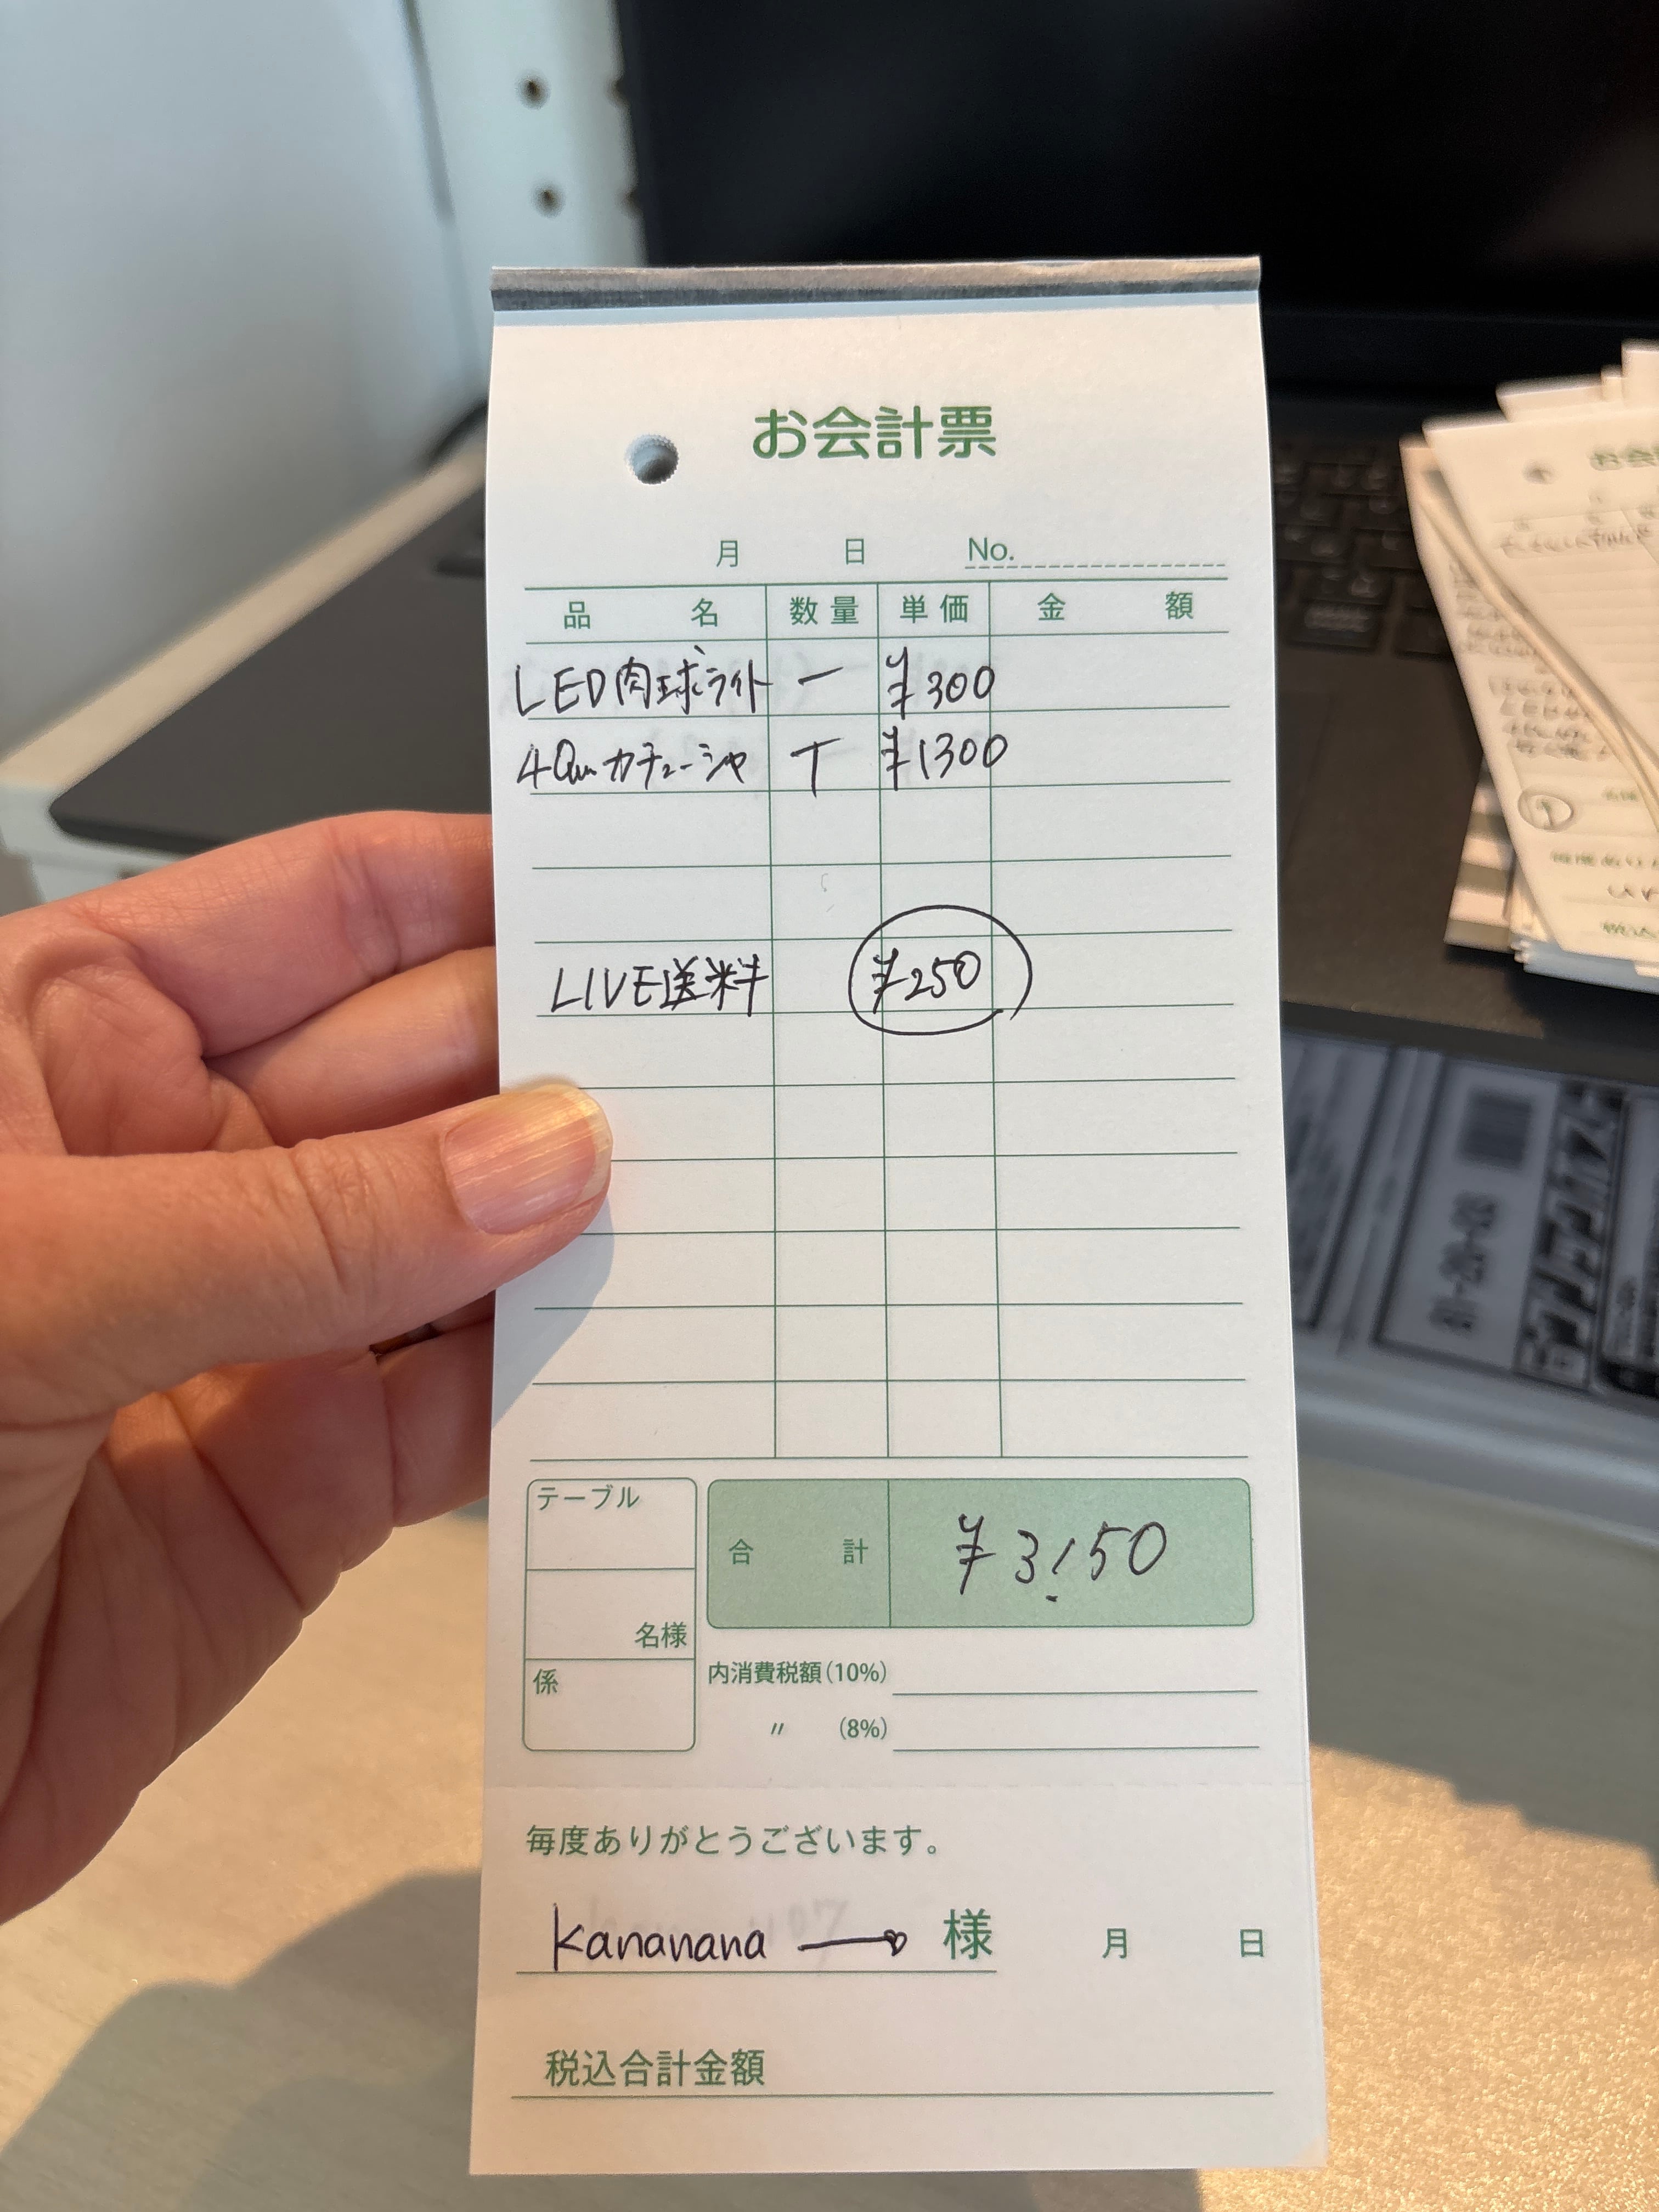 お会計票
月 日 No.
品名 数量 単価 金額
LED肉球ライト 一 ¥300
40mmカチューシャ T ¥1300
LIVE送料 ¥250
テーブル
合計 ¥3,150
名様
係
内消費税額(10%)
〃 (8%)
毎度ありがとうございます。
Kananana 様 月 日
税込合計金額